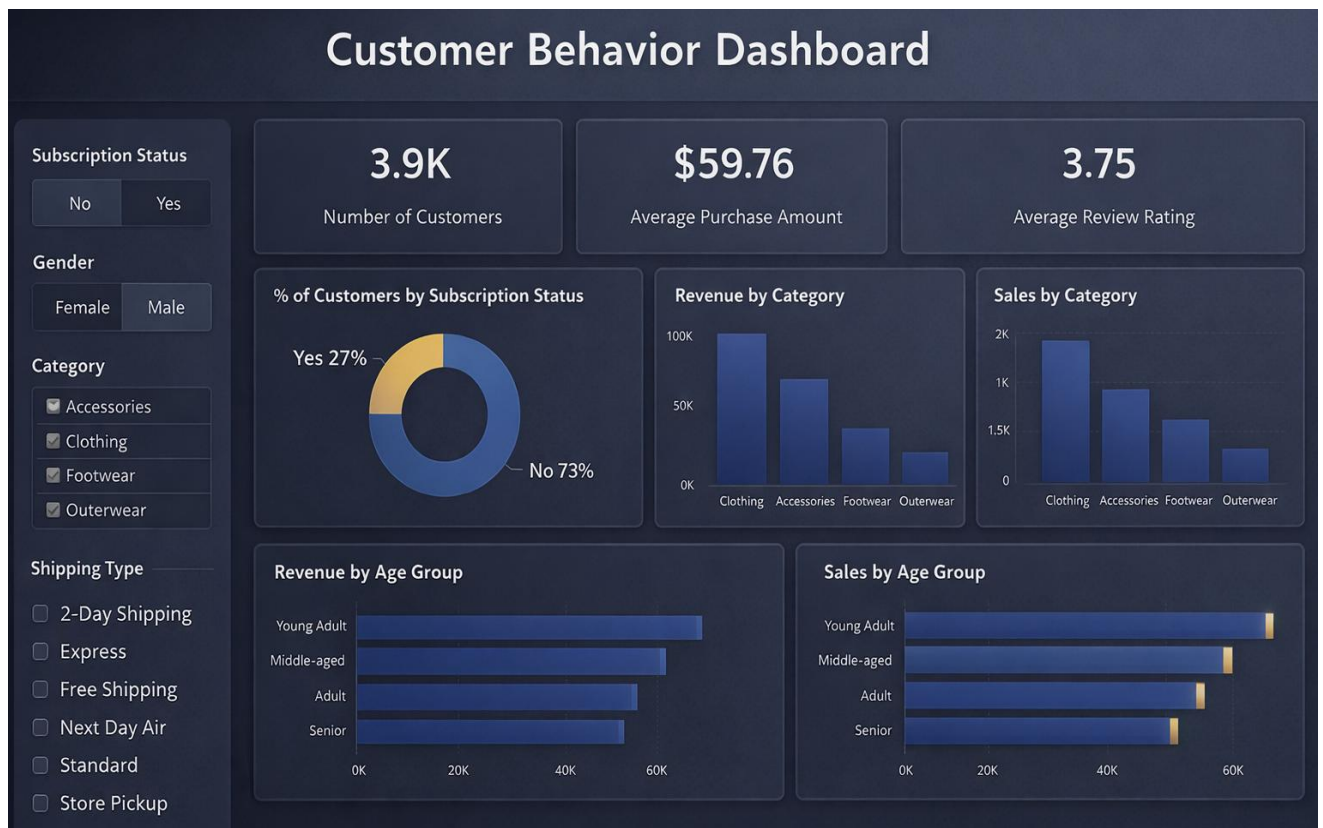 Customer Behavior Dashboard
Subscription Status
No Yes
Gender
Female Male
Category
Accessories
Clothing
Footwear
Outerwear
Shipping Type
2-Day Shipping
Express
Free Shipping
Next Day Air
Standard
Store Pickup
3.9K
Number of Customers
$59.76
Average Purchase Amount
3.75
Average Review Rating
% of Customers by Subscription Status
Yes 27%
No 73%
Revenue by Category
100K
50K
0K
Clothing Accessories Footwear Outerwear
Sales by Category
2K
1K
1.5K
0
Clothing Accessories Footwear Outerwear
Revenue by Age Group
Young Adult
Middle-aged
Adult
Senior
0K 20K 40K 60K
Sales by Age Group
Young Adult
Middle-aged
Adult
Senior
0K 20K 40K 60K